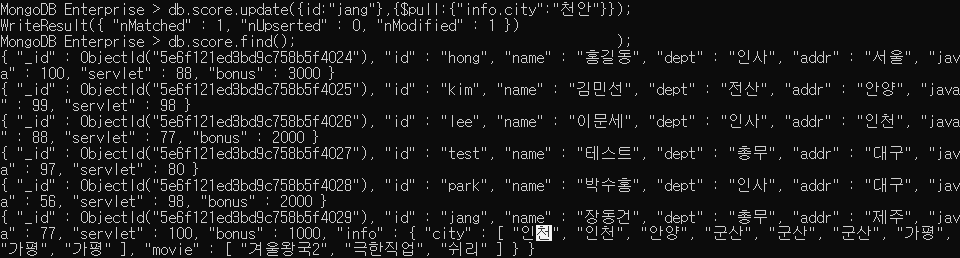 MongoDB Enterprise > db.score.update({id:"jang"},{$pull:{"info.city":"천안"}});
WriteResult({ "nMatched" : 1, "nUpserted" : 0, "nModified" : 1 })
MongoDB Enterprise > db.score.find();                                          );
{ "_id" : ObjectId("5e6f121ed3bd9c758b5f4024"), "id" : "hong", "name" : "홍길동", "dept" : "인사", "addr" : "서울", "jav
a" : 100, "servlet" : 88, "bonus" : 3000 }
{ "_id" : ObjectId("5e6f121ed3bd9c758b5f4025"), "id" : "kim", "name" : "김민선", "dept" : "전산", "addr" : "안양", "java
" : 99, "servlet" : 98 }
{ "_id" : ObjectId("5e6f121ed3bd9c758b5f4026"), "id" : "lee", "name" : "이문세", "dept" : "인사", "addr" : "인천", "java
" : 88, "servlet" : 77, "bonus" : 2000 }
{ "_id" : ObjectId("5e6f121ed3bd9c758b5f4027"), "id" : "test", "name" : "테스트", "dept" : "총무", "addr" : "대구", "jav
a" : 97, "servlet" : 80 }
{ "_id" : ObjectId("5e6f121ed3bd9c758b5f4028"), "id" : "park", "name" : "박수홍", "dept" : "인사", "addr" : "대구", "jav
a" : 56, "servlet" : 98, "bonus" : 2000 }
{ "_id" : ObjectId("5e6f121ed3bd9c758b5f4029"), "id" : "jang", "name" : "장동건", "dept" : "총무", "addr" : "제주", "jav
a" : 77, "servlet" : 100, "bonus" : 1000, "info" : { "city" : [ "인천", "인천", "안양", "군산", "군산", "군산", "가평",
"가평", "가평" ], "movie" : [ "겨울왕국2", "극한직업", "쉬리" ] } }